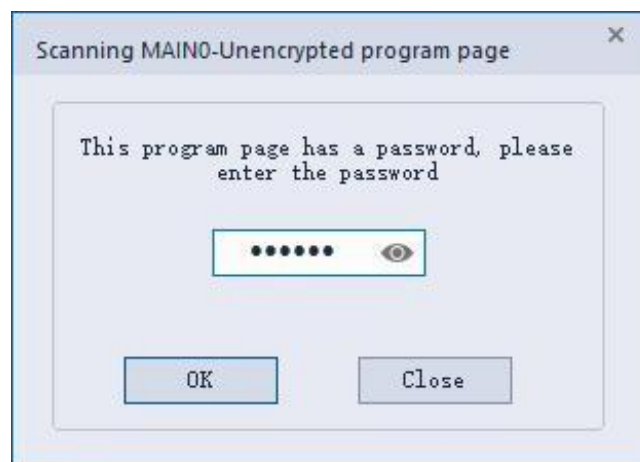 Scanning MAIN0-Unencrypted program page
This program page has a password, please
enter the password
••••••
OK
Close